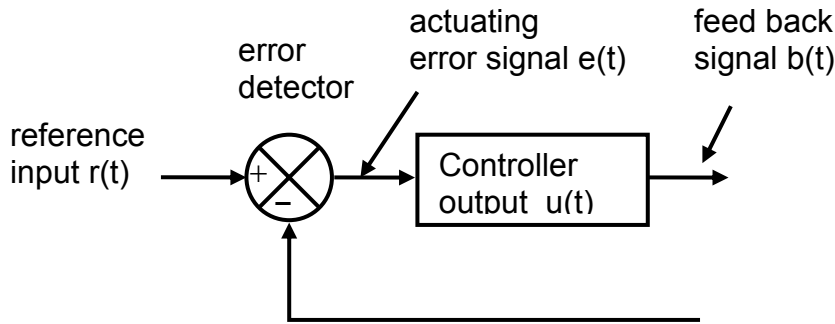 error
detector
actuating
error signal e(t)
feed back
signal b(t)
reference
input r(t)
+
−
Controller
output u(t)